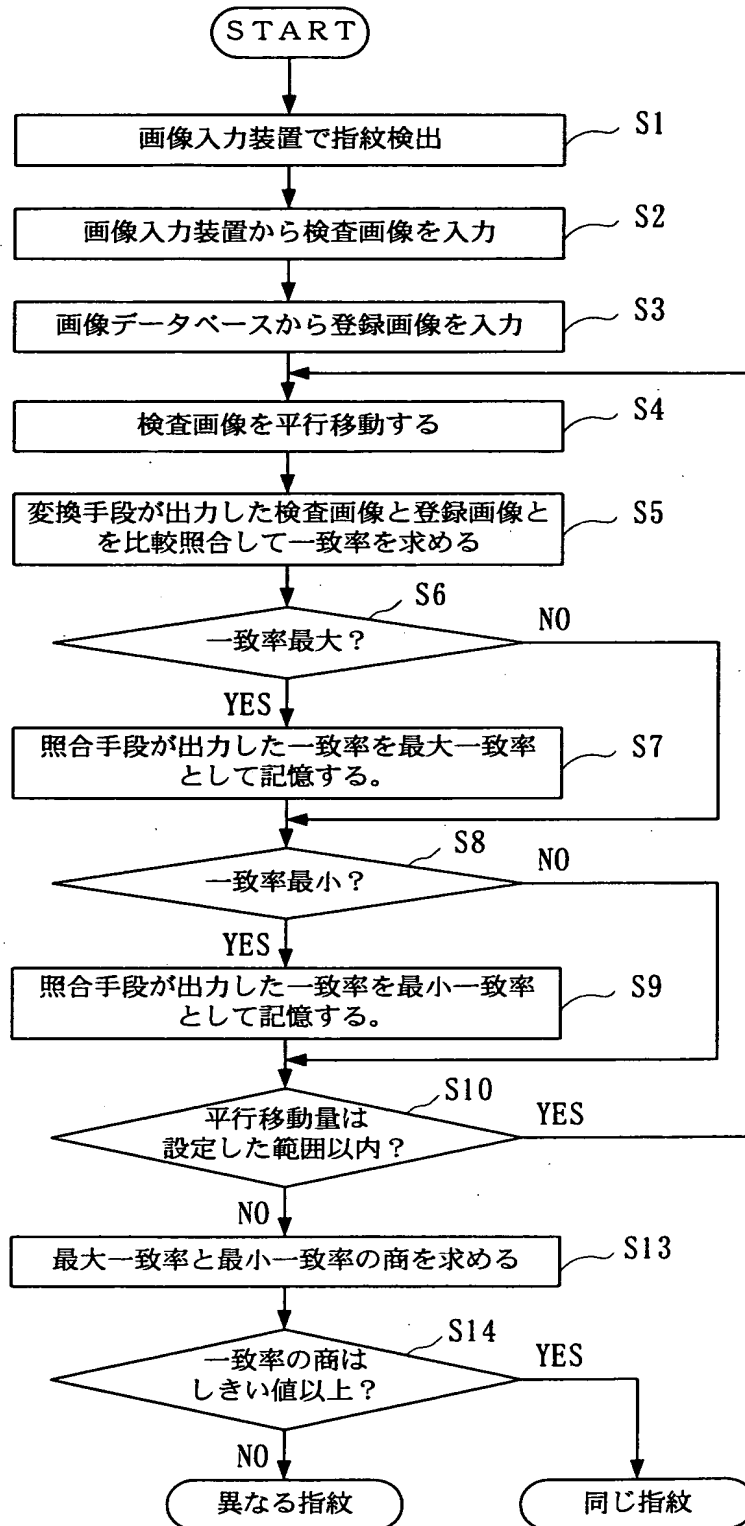 START
画像入力装置で指紋検出
S1
画像入力装置から検査画像を入力
S2
画像データベースから登録画像を入力
S3
検査画像を平行移動する
S4
変換手段が出力した検査画像と登録画像と
を比較照合して一致率を求める
S5
S6
一致率最大？
NO
YES
照合手段が出力した一致率を最大一致率
として記憶する。
S7
S8
一致率最小？
NO
YES
照合手段が出力した一致率を最小一致率
として記憶する。
S9
S10
平行移動量は
設定した範囲以内？
YES
NO
最大一致率と最小一致率の商を求める
S13
S14
一致率の商は
しきい値以上？
YES
NO
異なる指紋
同じ指紋